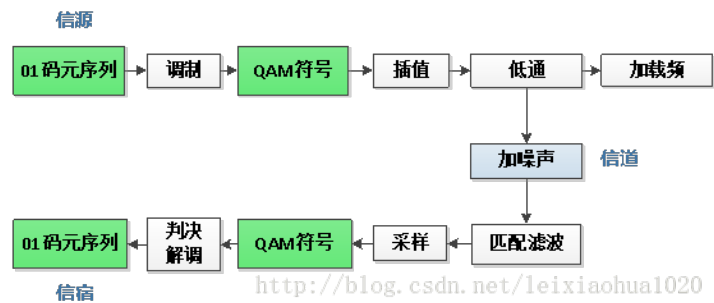 信源
01码元序列
调制
QAM符号
插值
低通
加载频
加噪声
信道
01码元序列
判决
解调
QAM符号
采样
匹配滤波
信宿
http://blog.csdn.net/leixiaohua1020